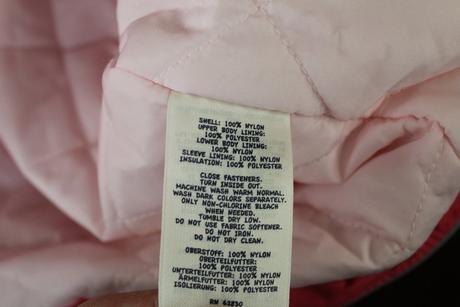 SHELL: 100% NYLON
UPPER BODY LINING:
100% POLYESTER
LOWER BODY LINING:
100% NYLON
SLEEVE LINING: 100% NYLON
INSULATION: 100% POLYESTER
CLOSE FASTENERS.
TURN INSIDE OUT.
MACHINE WASH WARM NORMAL.
WASH DARK COLORS SEPARATELY.
ONLY NON-CHLORINE BLEACH
WHEN NEEDED.
TUMBLE DRY LOW.
DO NOT USE FABRIC SOFTENER.
DO NOT IRON.
DO NOT DRY CLEAN.
OBERSTOFF: 100% NYLON
OBERTEILFUTTER:
100% POLYESTER
UNTERTEILFUTTER: 100% NYLON
ÄRMELFUTTER: 100% NYLON
ISOLIERUNG: 100% POLYESTER
RN 63830